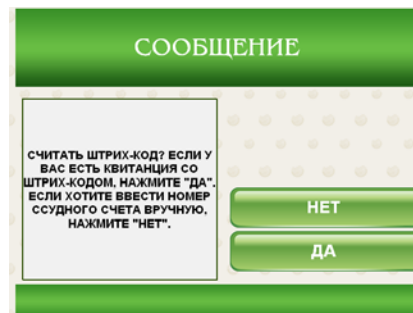 СООБЩЕНИЕ
СЧИТАТЬ ШТРИХ-КОД? ЕСЛИ У
ВАС ЕСТЬ КВИТАНЦИЯ СО
ШТРИХ-КОДОМ, НАЖМИТЕ "ДА".
ЕСЛИ ХОТИТЕ ВВЕСТИ НОМЕР
ССУДНОГО СЧЕТА ВРУЧНУЮ,
НАЖМИТЕ "НЕТ".
НЕТ
ДА